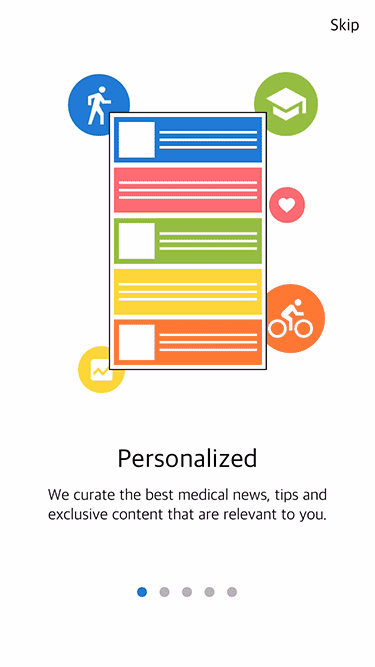 Skip
Personalized
We curate the best medical news, tips and
exclusive content that are relevant to you.